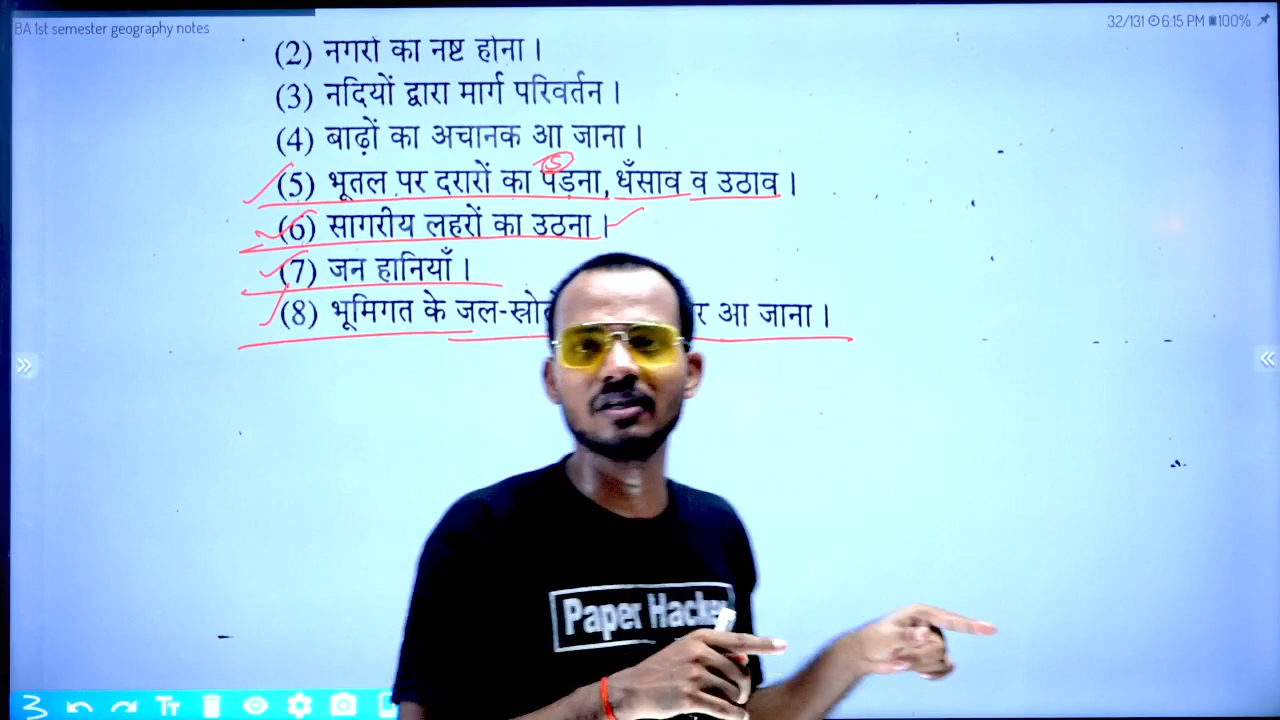 BA 1st semester geography notes
32/131 6:15 PM 100%
(2) नगरों का नष्ट होना।
(3) नदियों द्वारा मार्ग परिवर्तन।
(4) बाढ़ों का अचानक आ जाना।
(5) भूतल पर दरारों का पड़ना, धँसाव व उठाव।
(6) सागरीय लहरों का उठना।
(7) जन हानियाँ।
(8) भूमिगत के जल-स्रोतों आ जाना।
Paper Hacker